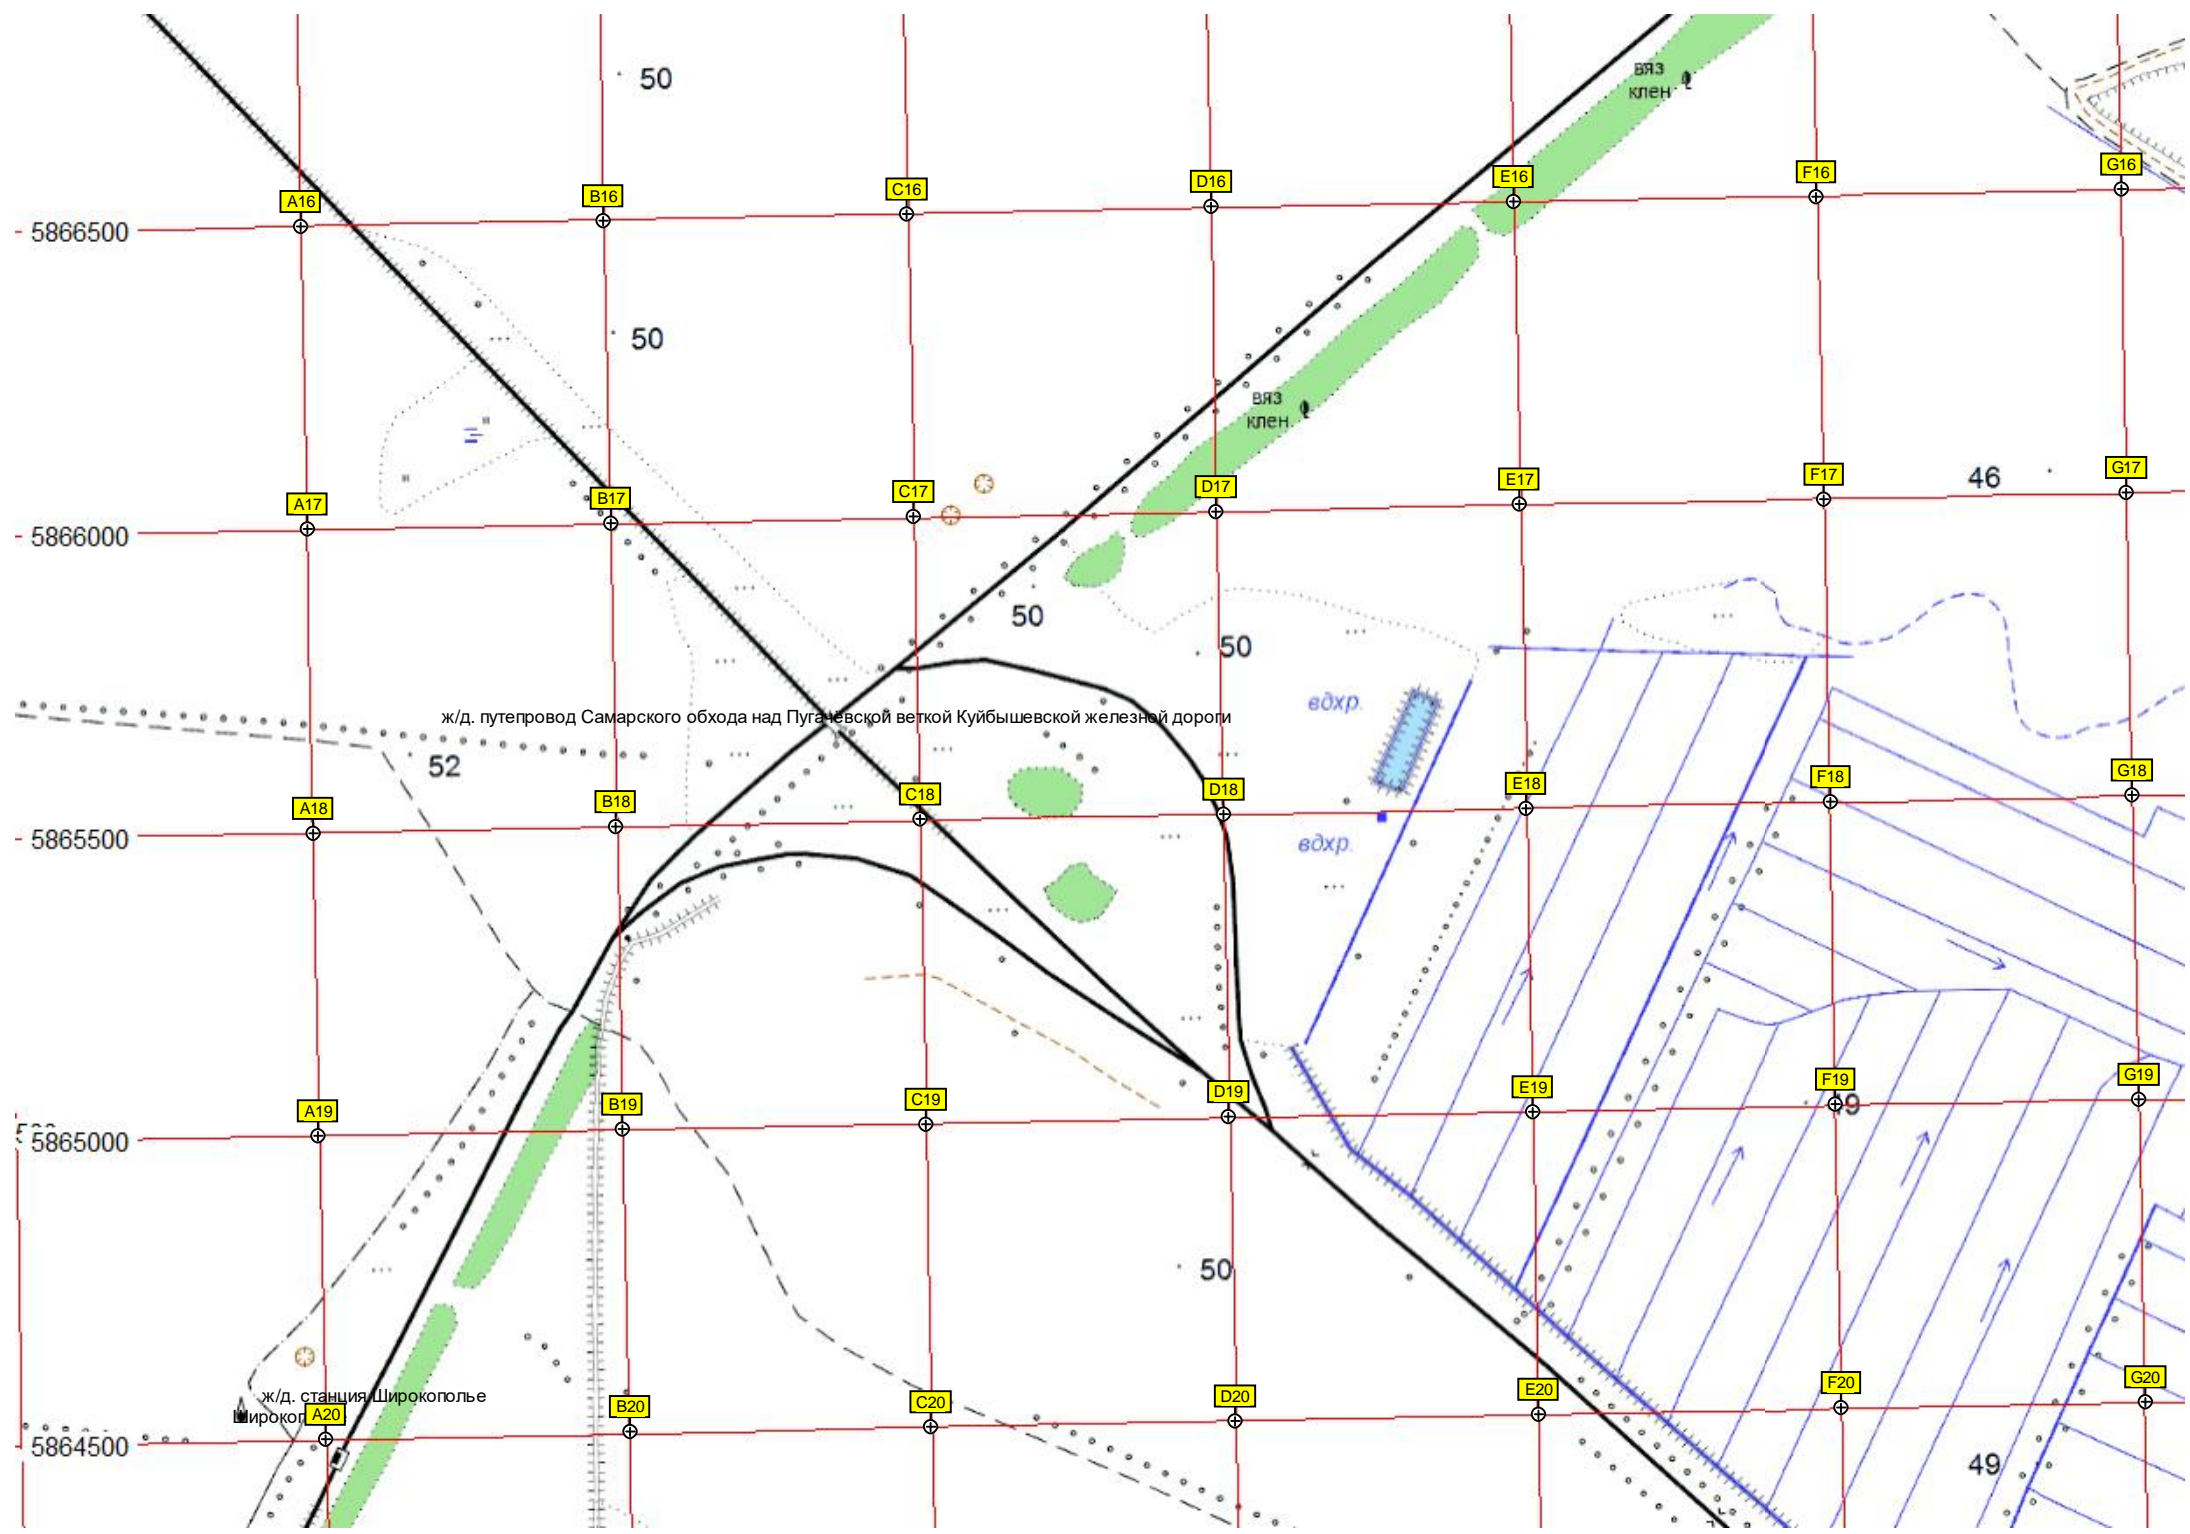 50
вяз
клен
G16
F16
E16
D16
C16
B16
A16
5866500
50
вяз
клен
G17
46
F17
E17
D17
C17
B17
A17
5866000
50
50
вдхр.
ж/д. путепровод Самарского обхода над Пугачёвской веткой Куйбышевской железной дороги
52
G18
F18
E18
D18
C18
B18
A18
5865500
вдхр.
G19
F19
E19
D19
C19
B19
A19
5865000
50
G20
F20
E20
D20
C20
B20
ж/д. станция Широкополье
A20
5864500
49